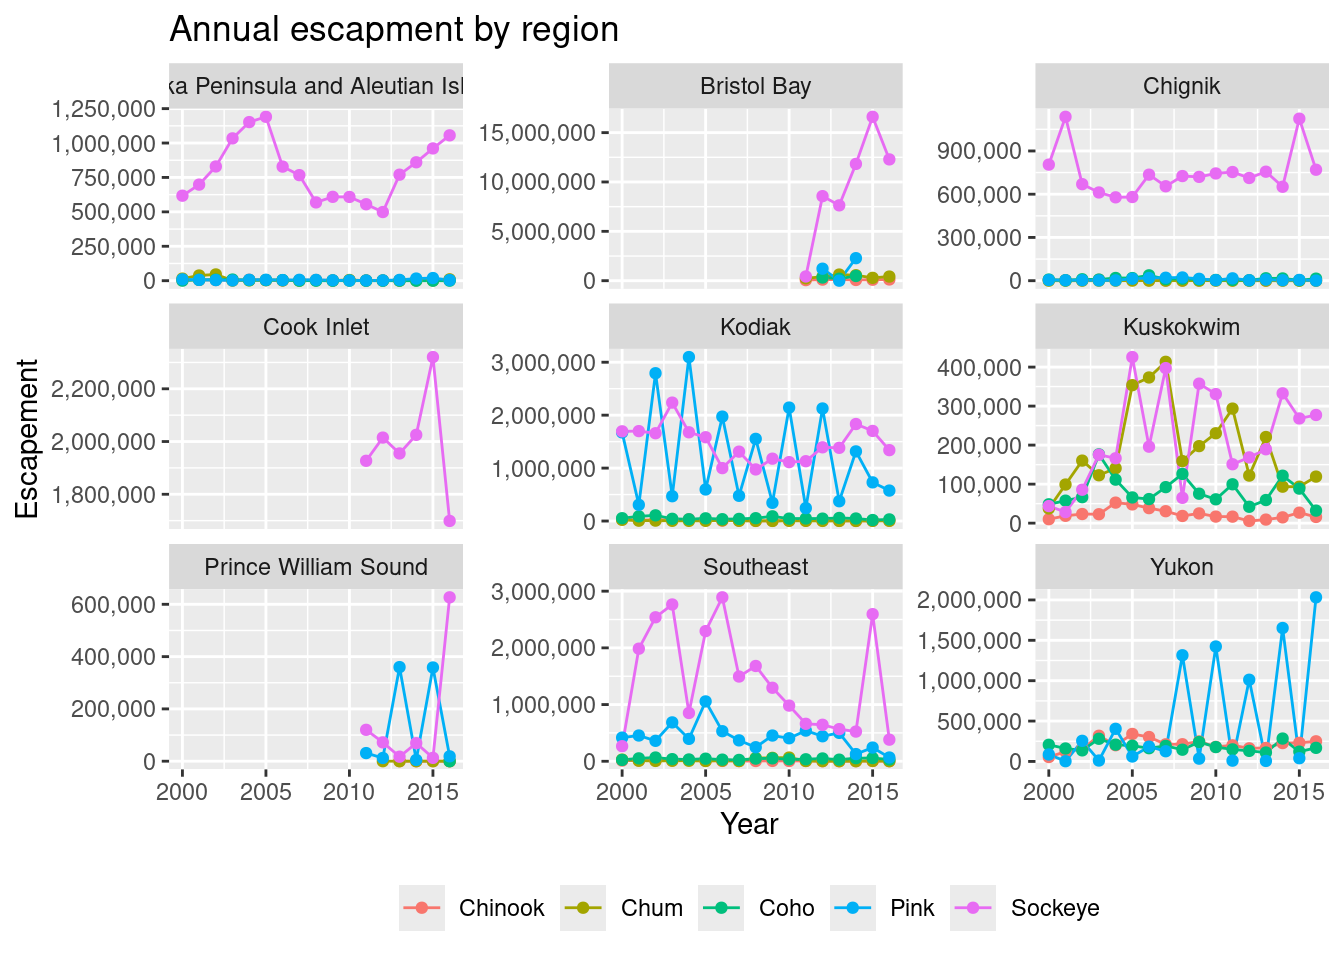 Annual escapment by region
ka Peninsula and Aleutian Isl
Bristol Bay
Chignik
1,250,000
1,000,000
750,000
500,000
250,000
0
15,000,000
10,000,000
5,000,000
0
900,000
600,000
300,000
0
Cook Inlet
Kodiak
Kuskokwim
2,200,000
2,000,000
1,800,000
3,000,000
2,000,000
1,000,000
0
400,000
300,000
200,000
100,000
0
Escapement
Prince William Sound
Southeast
Yukon
600,000
400,000
200,000
0
3,000,000
2,000,000
1,000,000
0
2,000,000
1,500,000
1,000,000
500,000
0
2000 2005 2010 2015
2000 2005 2010 2015
2000 2005 2010 2015
Year
Chinook Chum Coho Pink Sockeye